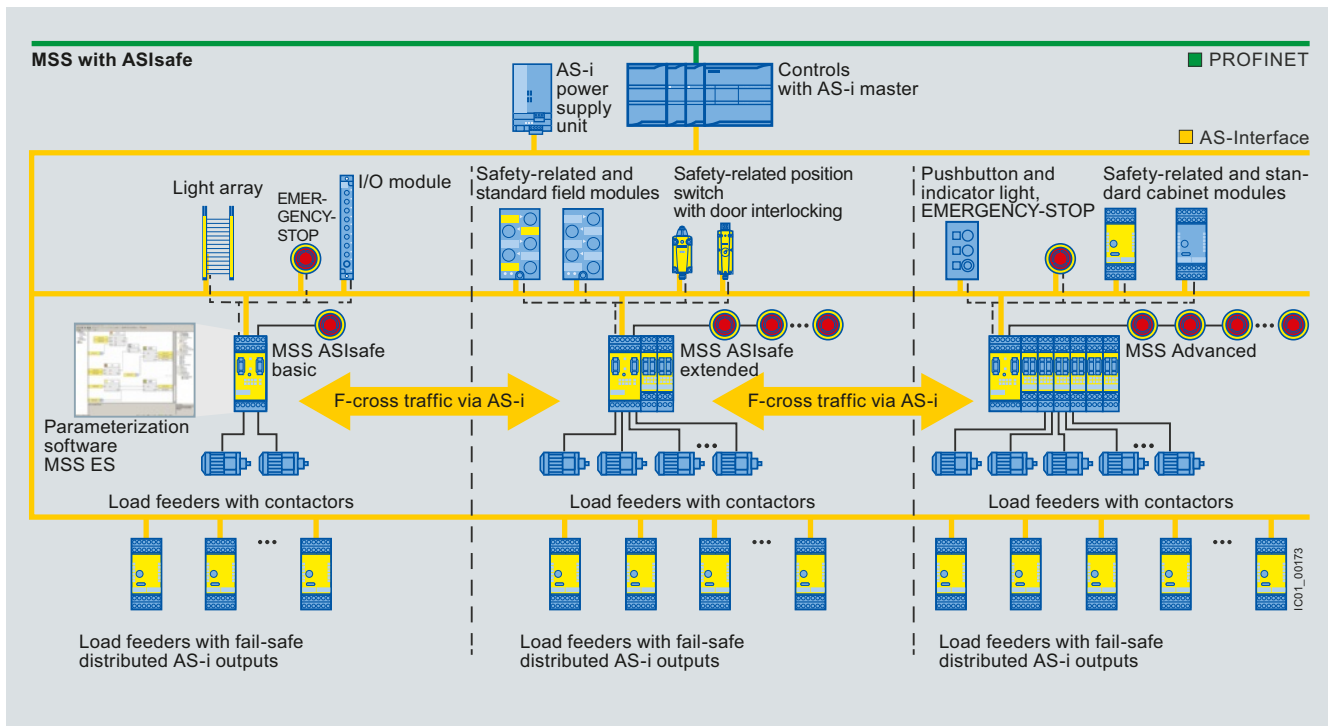 MSS with ASIsafe
PROFINET
AS-i
power
supply
unit
Controls
with AS-i master
AS-Interface
Light array
EMER-
GENCY-
STOP
I/O module
Safety-related and
standard field modules
Safety-related position
switch
with door interlocking
Pushbutton and
indicator light,
EMERGENCY-STOP
Safety-related and stan-
dard cabinet modules
MSS ASIsafe
basic
MSS ASIsafe
extended
MSS Advanced
F-cross traffic via AS-i
F-cross traffic via AS-i
Parameterization
software
MSS ES
Load feeders with contactors
Load feeders with contactors
Load feeders with contactors
IC01_00173
Load feeders with fail-safe
distributed AS-i outputs
Load feeders with fail-safe
distributed AS-i outputs
Load feeders with fail-safe
distributed AS-i outputs